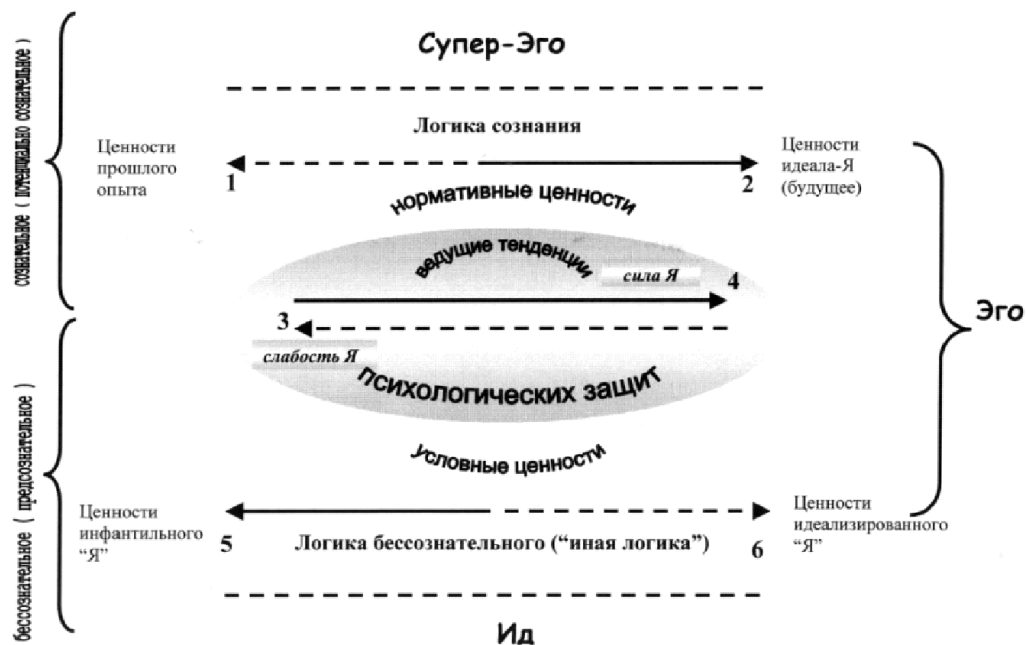 Супер-Эго
сознательное ( потенциально сознательное )
Логика сознания
Ценности
прошлого
опыта
1
2
Ценности
идеала-Я
(будущее)
нормативные ценности
ведущие тенденции
сила Я
4
3
слабость Я
Эго
психологических защит
условные ценности
бессознательное ( предсознательное )
Ценности
инфантильного
“Я”
5
Логика бессознательного (“иная логика”)
6
Ценности
идеализированного
“Я”
Ид